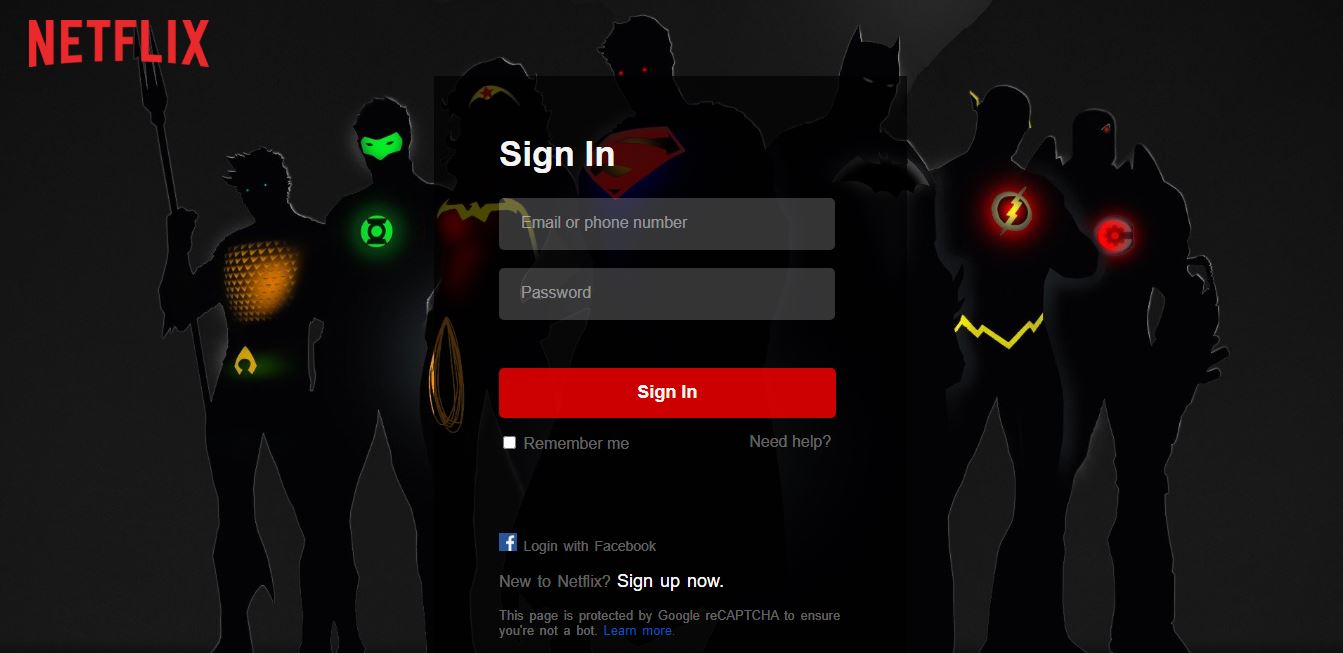 NETFLIX
Sign In
Email or phone number
Password
Sign In
Remember me
Need help?
Login with Facebook
New to Netflix? Sign up now.
This page is protected by Google reCAPTCHA to ensure
you're not a bot. Learn more.